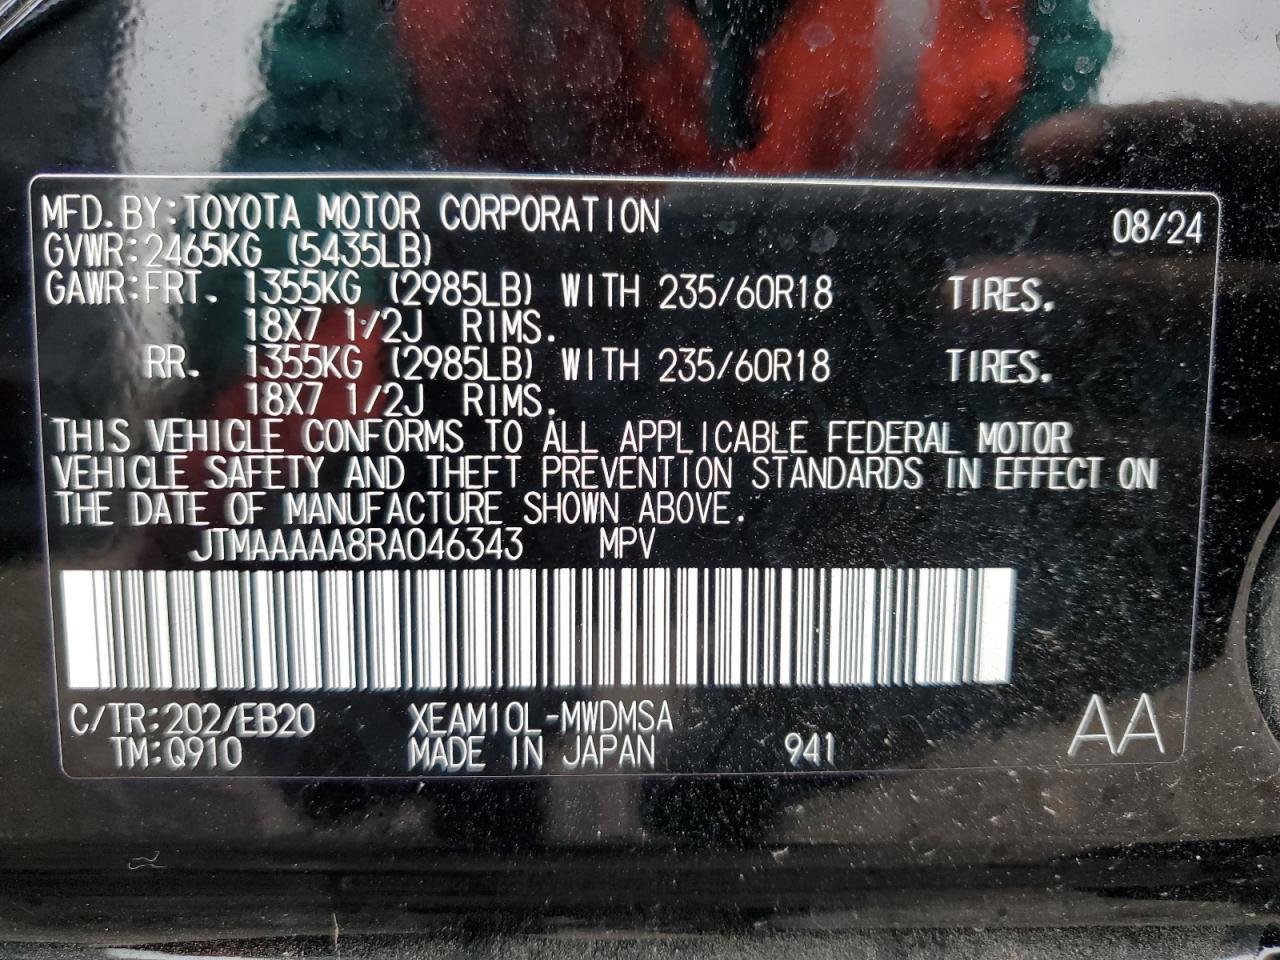 MFD. BY: TOYOTA MOTOR CORPORATION 08/24
GVWR: 2465KG (5435LB)
GAWR: FRT. 1355KG (2985LB) WITH 235/60R18 TIRES.
18X7 1/2J RIMS.
RR. 1355KG (2985LB) WITH 235/60R18 TIRES.
18X7 1/2J RIMS.
THIS VEHICLE CONFORMS TO ALL APPLICABLE FEDERAL MOTOR
VEHICLE SAFETY AND THEFT PREVENTION STANDARDS IN EFFECT ON
THE DATE OF MANUFACTURE SHOWN ABOVE.
JTMAAAAA8RA046343 MPV
C/TR: 202/EB20 XEAM10L-MWDMSA AA
TM: Q910 MADE IN JAPAN 941